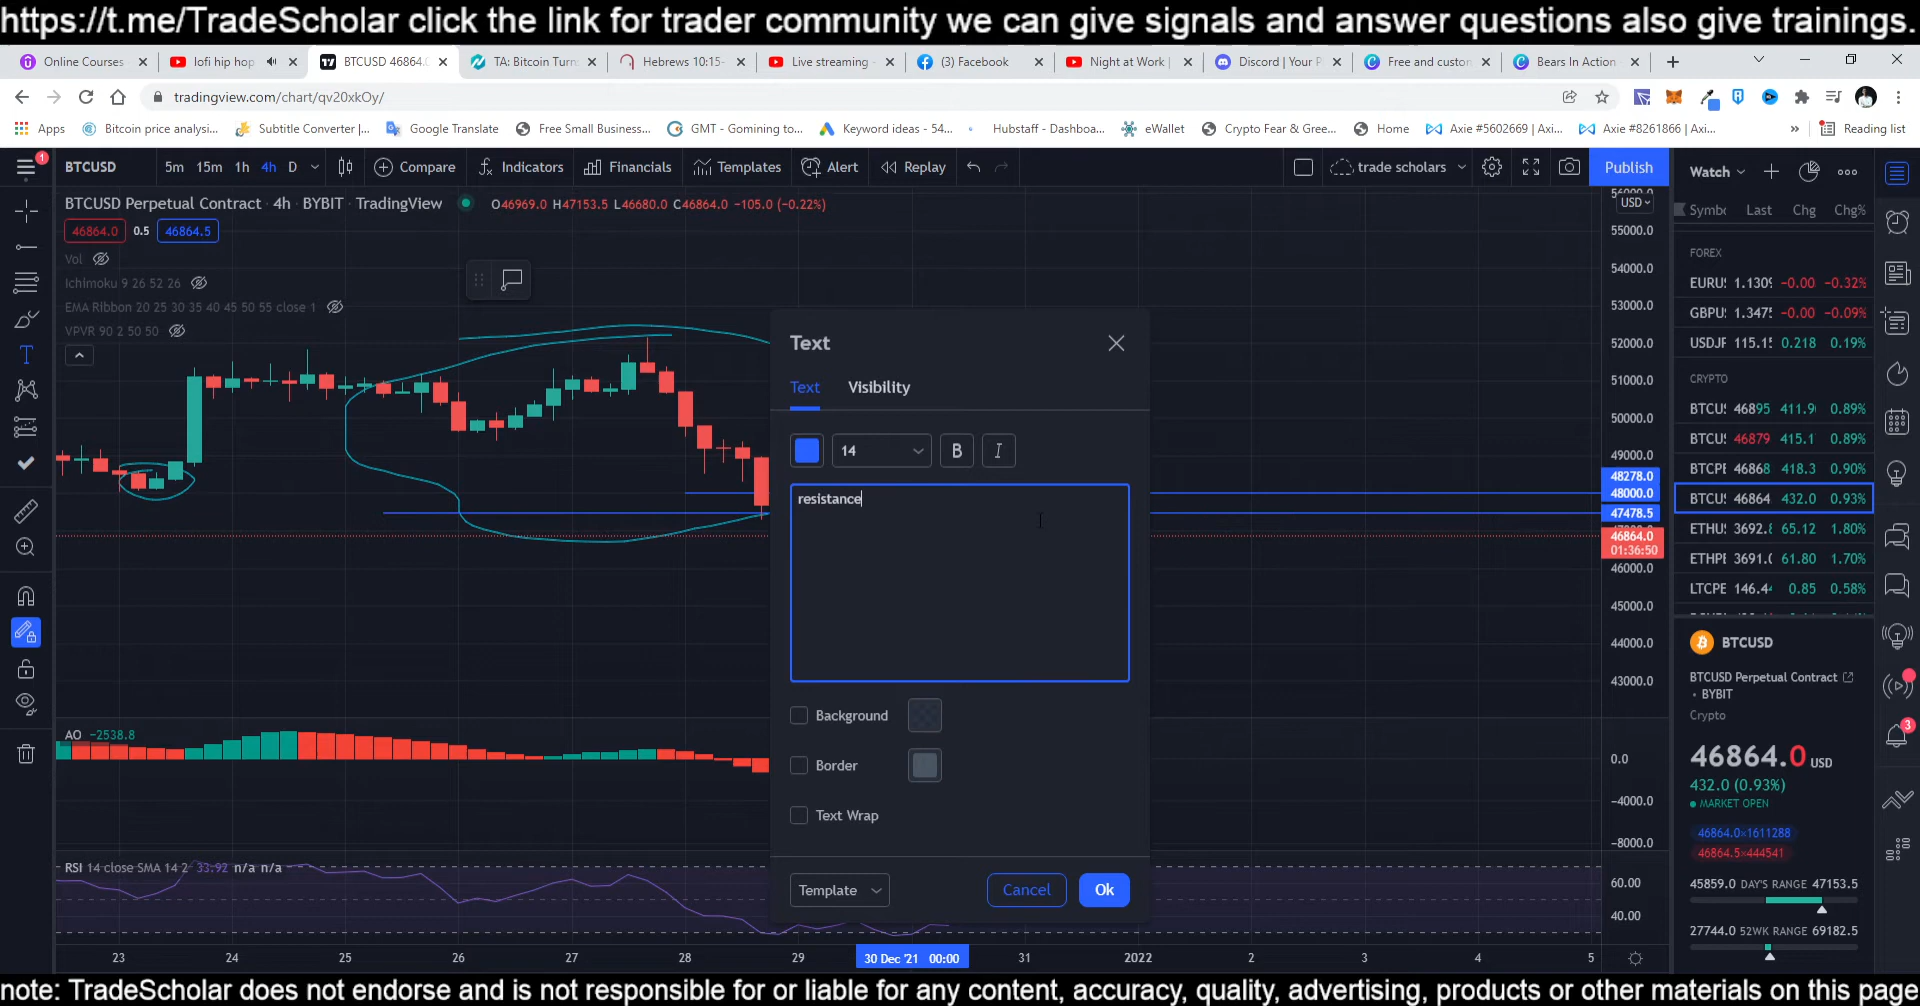 https://t.me/TradeScholar click the link for trader community we can give signals and answer questions also give trainings.
Online Courses
lofi hip hop
BTCUSD 46864.
TA: Bitcoin Turn
Hebrews 10:15-
Live streaming
(3) Facebook
Night at Work |
Discord | Your P
Free and custon
Bears In Action
tradingview.com/chart/qv20xkOy/
Apps
Bitcoin price analysi...
Subtitle Converter |...
Google Translate
Free Small Business...
GMT - Gomining to...
Keyword ideas - 54...
Hubstaff - Dashboa...
eWallet
Crypto Fear & Gree...
Home
Axie #5602669 | Axi...
Axie #8261866 | Axi...
»
Reading list
1
BTCUSD
5m 15m 1h 4h D
Compare
Indicators
Financials
Templates
Alert
Replay
trade scholars
Publish
Watch
BTCUSD Perpetual Contract · 4h · BYBIT · TradingView
O46969.0 H47153.5 L46680.0 C46864.0 −105.0 (−0.22%)
USD
Last Chg Chg%
46864.0 0.5 46864.5
Vol
Ichimoku 9 26 52 26
EMA Ribbon 20 25 30 35 40 45 50 55 close 1
VPVR 90 2 50 50
55000.0
54000.0
53000.0
52000.0
51000.0
50000.0
49000.0
48278.0
48000.0
47478.5
46864.0
01:36:50
46000.0
45000.0
44000.0
43000.0
Text
Text
Visibility
14
B
I
resistance
Background
Border
Text Wrap
Template
Cancel
Ok
FOREX
EURU 1.130 −0.00 −0.32%
GBPU 1.347 −0.00 −0.09%
USDJP 115.15 0.218 0.19%
CRYPTO
BTCU 46895 411.9 0.89%
BTCU 46879 415.1 0.89%
BTCPE 46868 418.3 0.90%
BTCU 46864 432.0 0.93%
ETHU 3692.8 65.12 1.80%
ETHPE 3691.0 61.80 1.70%
LTCPE 146.4 0.85 0.58%
BTCUSD
BTCUSD Perpetual Contract
• BYBIT
Crypto
46864.0 USD
432.0 (0.93%)
MARKET OPEN
46864.0×1611288
46864.5×444541
45859.0 DAY'S RANGE 47153.5
27744.0 52WK RANGE 69182.5
3
AO −2538.8
0.0
−4000.0
−8000.0
RSI 14 close SMA 14 2 33.92 n/a n/a
60.00
40.00
23 24 25 26 27 28 29 30 Dec '21 00:00 31 2022 2 3 4 5
note: TradeScholar does not endorse and is not responsible for or liable for any content, accuracy, quality, advertising, products or other materials on this page